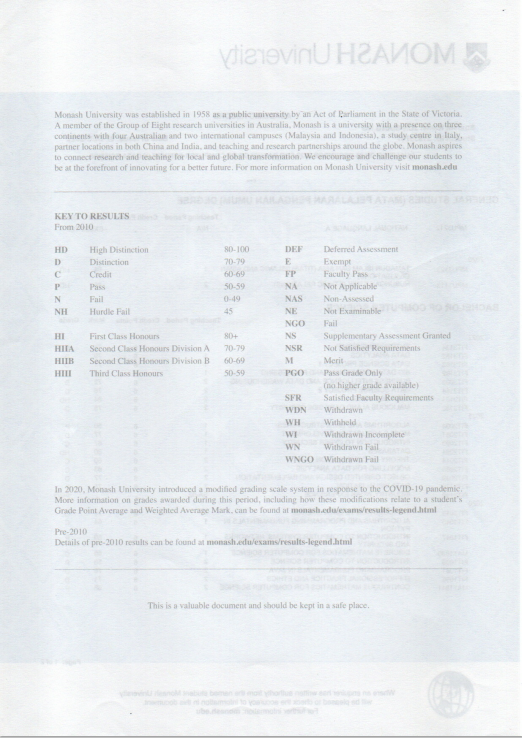 MONASH University
Monash University was established in 1958 as a public university by an Act of Parliament in the State of Victoria.
A member of the Group of Eight research universities in Australia, Monash is a university with a presence on three
continents with four Australian and two international campuses (Malaysia and Indonesia), a study centre in Italy,
partner locations in both China and India, and teaching and research partnerships around the globe. Monash aspires
to connect research and teaching for local and global transformation. We encourage and challenge our students to
be at the forefront of innovating for a better future. For more information on Monash University visit monash.edu
KEY TO RESULTS
From 2010
HD High Distinction 80-100
D Distinction 70-79
C Credit 60-69
P Pass 50-59
N Fail 0-49
NH Hurdle Fail 45
HI First Class Honours 80+
HIIA Second Class Honours Division A 70-79
HIIB Second Class Honours Division B 60-69
HIII Third Class Honours 50-59
DEF Deferred Assessment
E Exempt
FP Faculty Pass
NA Not Applicable
NAS Non-Assessed
NE Not Examinable
NGO Fail
NS Supplementary Assessment Granted
NSR Not Satisfied Requirements
M Merit
PGO Pass Grade Only
(no higher grade available)
SFR Satisfied Faculty Requirements
WDN Withdrawn
WH Withheld
WI Withdrawn Incomplete
WN Withdrawn Fail
WNGO Withdrawn Fail
In 2020, Monash University introduced a modified grading scale system in response to the COVID-19 pandemic.
More information on grades awarded during this period, including how these modifications relate to a student's
Grade Point Average and Weighted Average Mark, can be found at monash.edu/exams/results-legend.html
Pre-2010
Details of pre-2010 results can be found at monash.edu/exams/results-legend.html
This is a valuable document and should be kept in a safe place.